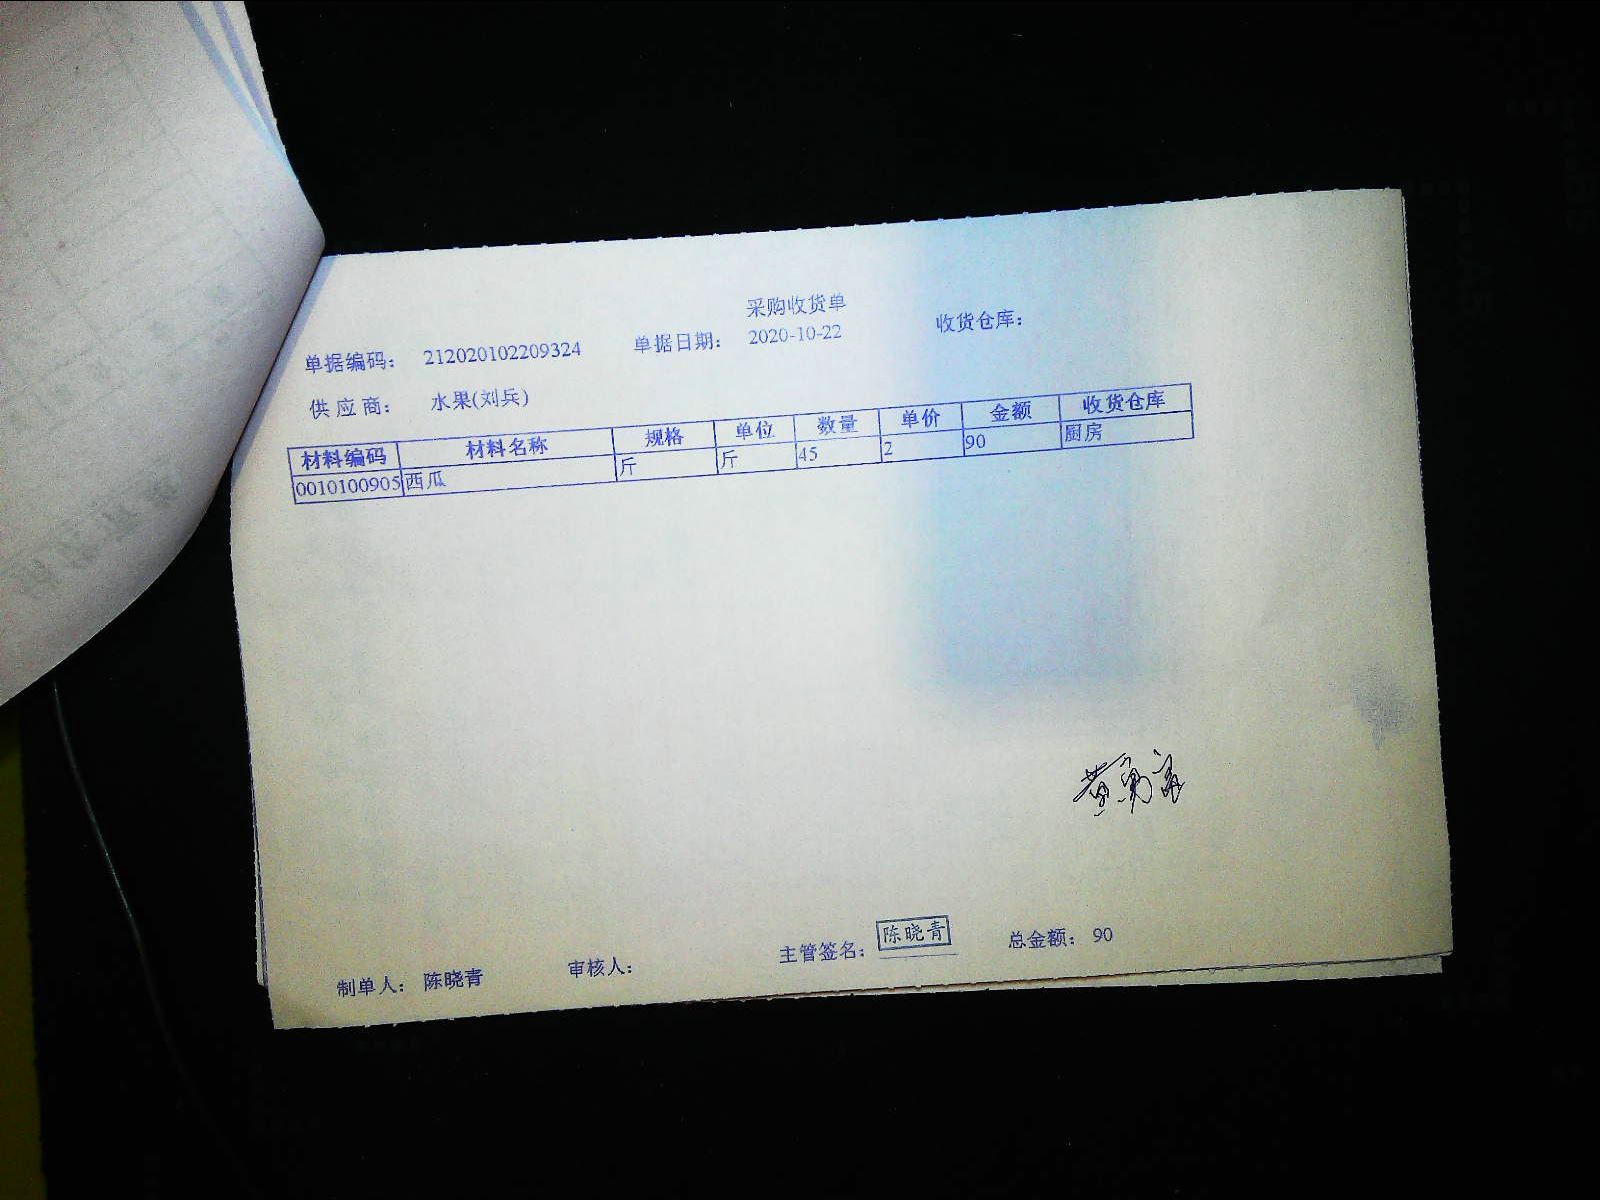 采购收货单
单据编码： 212020102209324 单据日期： 2020-10-22 收货仓库：
供 应 商： 水果(刘兵)
材料编码 材料名称 规格 单位 数量 单价 金额 收货仓库
0010100905 西瓜 斤 斤 45 2 90 厨房
制单人： 陈晓青 审核人： 主管签名： 陈晓青 总金额： 90